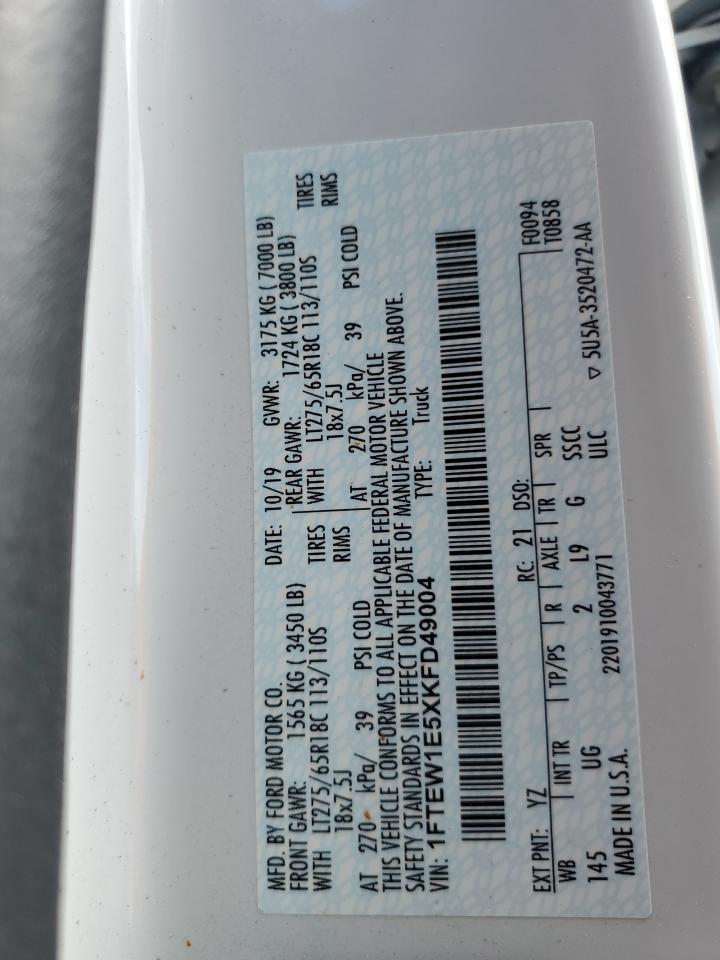 MFD. BY FORD MOTOR CO. DATE: 10/19 GVWR: 3175 KG ( 7000 LB)
FRONT GAWR: 1565 KG ( 3450 LB) REAR GAWR: 1724 KG ( 3800 LB)
WITH LT275/65R18C 113/110S TIRES WITH LT275/65R18C 113/110S TIRES
18x7.5J RIMS 18x7.5J RIMS
AT 270 kPa/ 39 PSI COLD AT 270 kPa/ 39 PSI COLD
THIS VEHICLE CONFORMS TO ALL APPLICABLE FEDERAL MOTOR VEHICLE
SAFETY STANDARDS IN EFFECT ON THE DATE OF MANUFACTURE SHOWN ABOVE.
VIN: 1FTEW1E5XKFD49004 TYPE: Truck
EXT PNT: YZ RC: 21 DSO: F0094
WB INT TR TP/PS R AXLE TR SPR T0858
145 UG 2 L9 G SSCC
ULC
MADE IN U.S.A. 2201910043771 ▽ 5U5A-3520472-AA